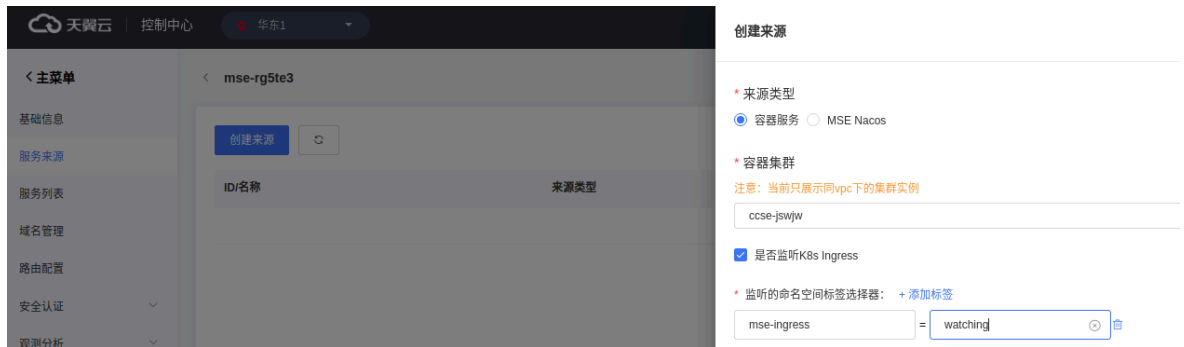 天翼云 控制中心 华东1
主菜单
基础信息
服务来源
服务列表
域名管理
路由配置
安全认证
观测分析
mse-rg5te3
创建来源
ID/名称 来源类型
创建来源
* 来源类型
容器服务 MSE Nacos
* 容器集群
注意：当前只展示同vpc下的集群实例
ccse-jswjw
是否监听K8s Ingress
* 监听的命名空间标签选择器： + 添加标签
mse-ingress = watching